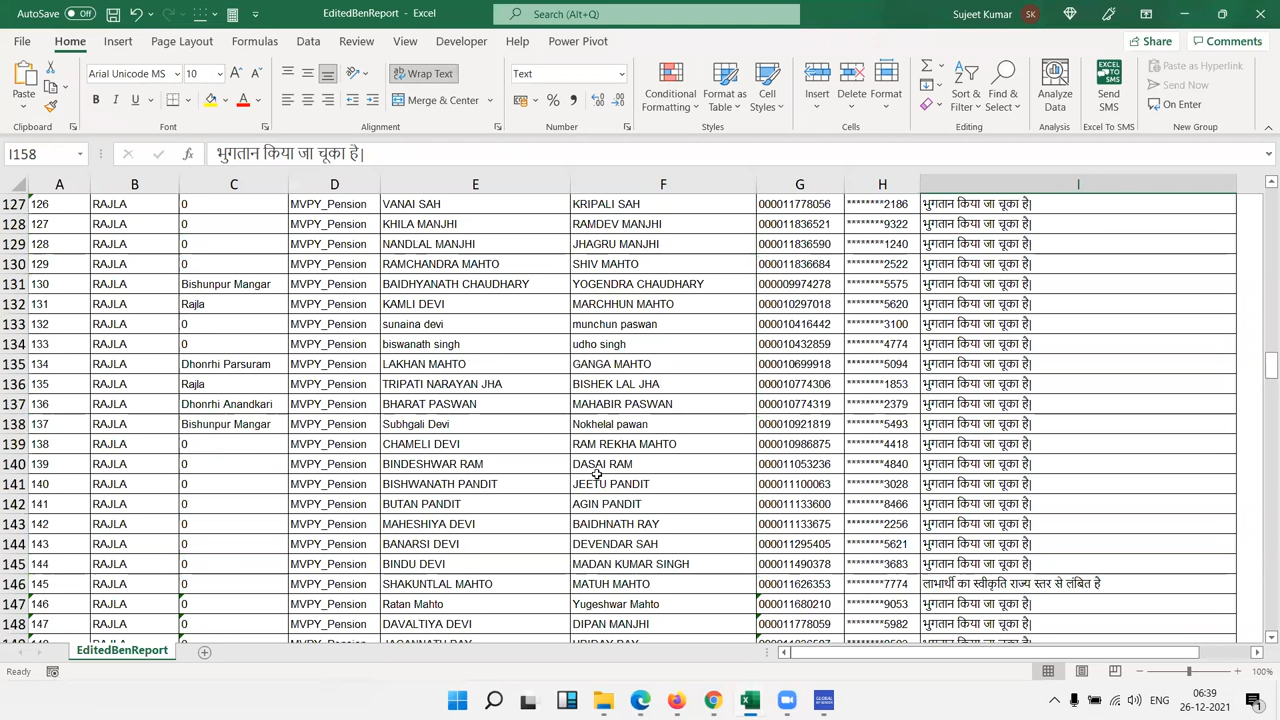 AutoSave Off EditedBenReport - Excel Search (Alt+Q) Sujeet Kumar SK
File Home Insert Page Layout Formulas Data Review View Developer Help Power Pivot Share Comments
Paste Arial Unicode MS 10 Wrap Text Text Conditional Formatting Format as Table Cell Styles Insert Delete Format Sort & Filter Find & Select Analyze Data Send SMS Paste as Hyperlink
B I U A Merge & Center % Send Now
On Enter
Clipboard Font Alignment Number Styles Cells Editing Analysis Excel To SMS New Group
I158 fx भुगतान किया जा चूका है|
A B C D E F G H I
127 126 RAJLA 0 MVPY_Pension VANAI SAH KRIPALI SAH 000011778056 ********2186 भुगतान किया जा चूका है|
128 127 RAJLA 0 MVPY_Pension KHILA MANJHI RAMDEV MANJHI 000011836521 ********9322 भुगतान किया जा चूका है|
129 128 RAJLA 0 MVPY_Pension NANDLAL MANJHI JHAGRU MANJHI 000011836590 ********1240 भुगतान किया जा चूका है|
130 129 RAJLA 0 MVPY_Pension RAMCHANDRA MAHTO SHIV MAHTO 000011836684 ********2522 भुगतान किया जा चूका है|
131 130 RAJLA Bishunpur Mangar MVPY_Pension BAIDHYANATH CHAUDHARY YOGENDRA CHAUDHARY 000009974278 ********5575 भुगतान किया जा चूका है|
132 131 RAJLA Rajla MVPY_Pension KAMLI DEVI MARCHHUN MAHTO 000010297018 ********5620 भुगतान किया जा चूका है|
133 132 RAJLA 0 MVPY_Pension sunaina devi munchun paswan 000010416442 ********3100 भुगतान किया जा चूका है|
134 133 RAJLA 0 MVPY_Pension biswanath singh udho singh 000010432859 ********4774 भुगतान किया जा चूका है|
135 134 RAJLA Dhonrhi Parsuram MVPY_Pension LAKHAN MAHTO GANGA MAHTO 000010699918 ********5094 भुगतान किया जा चूका है|
136 135 RAJLA Rajla MVPY_Pension TRIPATI NARAYAN JHA BISHEK LAL JHA 000010774306 ********1853 भुगतान किया जा चूका है|
137 136 RAJLA Dhonrhi Anandkari MVPY_Pension BHARAT PASWAN MAHABIR PASWAN 000010774319 ********2379 भुगतान किया जा चूका है|
138 137 RAJLA Bishunpur Mangar MVPY_Pension Subhgali Devi Nokhelal pawan 000010921819 ********5493 भुगतान किया जा चूका है|
139 138 RAJLA 0 MVPY_Pension CHAMELI DEVI RAM REKHA MAHTO 000010986875 ********4418 भुगतान किया जा चूका है|
140 139 RAJLA 0 MVPY_Pension BINDESHWAR RAM DASAI RAM 000011053236 ********4840 भुगतान किया जा चूका है|
141 140 RAJLA 0 MVPY_Pension BISHWANATH PANDIT JEETU PANDIT 000011100063 ********3028 भुगतान किया जा चूका है|
142 141 RAJLA 0 MVPY_Pension BUTAN PANDIT AGIN PANDIT 000011133600 ********8466 भुगतान किया जा चूका है|
143 142 RAJLA 0 MVPY_Pension MAHESHIYA DEVI BAIDHNATH RAY 000011133675 ********2256 भुगतान किया जा चूका है|
144 143 RAJLA 0 MVPY_Pension BANARSI DEVI DEVENDAR SAH 000011295405 ********5621 भुगतान किया जा चूका है|
145 144 RAJLA 0 MVPY_Pension BINDU DEVI MADAN KUMAR SINGH 000011490378 ********3683 भुगतान किया जा चूका है|
146 145 RAJLA 0 MVPY_Pension SHAKUNTLAL MAHTO MATUH MAHTO 000011626353 ********7774 लाभार्थी का स्वीकृति राज्य स्तर से लंबित है
147 146 RAJLA 0 MVPY_Pension Ratan Mahto Yugeshwar Mahto 000011680210 ********9053 भुगतान किया जा चूका है|
148 147 RAJLA 0 MVPY_Pension DAVALTIYA DEVI DIPAN MANJHI 000011778059 ********5982 भुगतान किया जा चूका है|
EditedBenReport
Ready 100%
ENG 06:39
26-12-2021